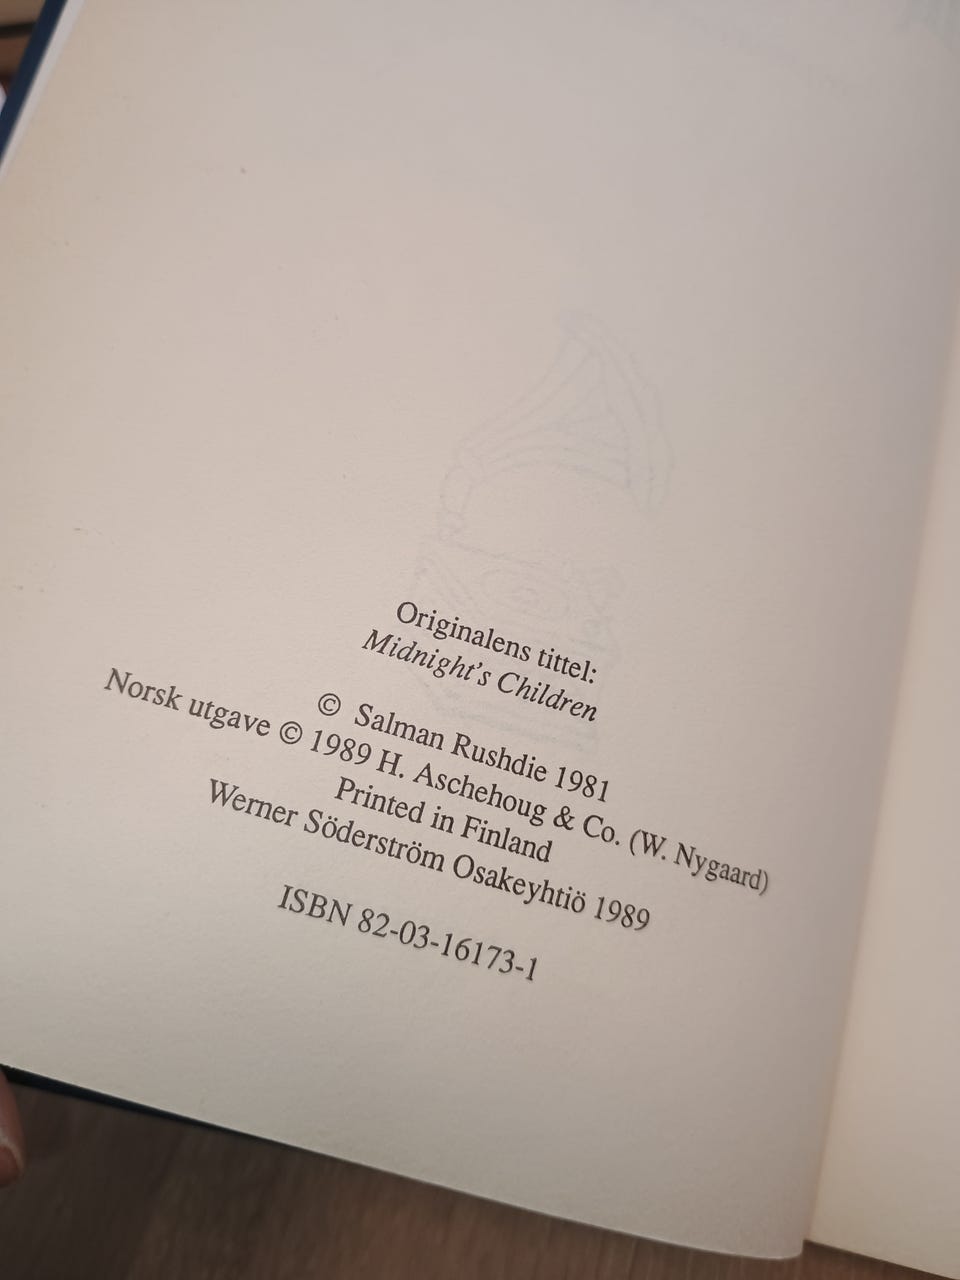 Originalens tittel:
Midnight's Children
© Salman Rushdie 1981
Norsk utgave © 1989 H. Aschehoug & Co. (W. Nygaard)
Printed in Finland
Werner Söderström Osakeyhtiö 1989
ISBN 82-03-16173-1